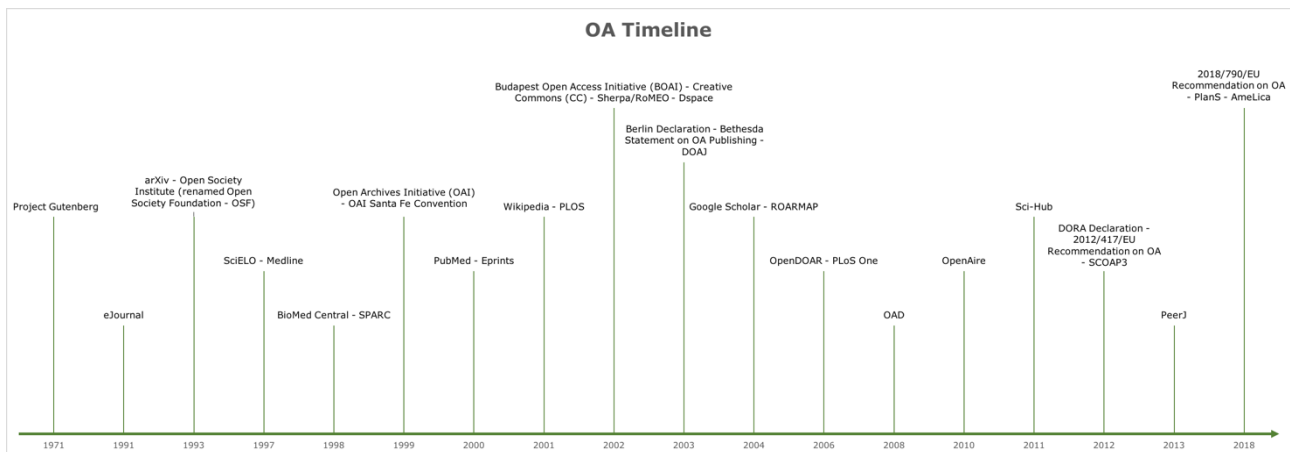 OA Timeline
Project Gutenberg
eJournal
arXiv - Open Society
Institute (renamed Open
Society Foundation - OSF)
SciELO - Medline
BioMed Central - SPARC
Open Archives Initiative (OAI)
- OAI Santa Fe Convention
PubMed - Eprints
Wikipedia - PLOS
Budapest Open Access Initiative (BOAI) - Creative
Commons (CC) - Sherpa/RoMEO - Dspace
Berlin Declaration - Bethesda
Statement on OA Publishing -
DOAJ
Google Scholar - ROARMAP
OpenDOAR - PLoS One
OAD
OpenAire
Sci-Hub
DORA Declaration -
2012/417/EU
Recommendation on OA
- SCOAP3
PeerJ
2018/790/EU
Recommendation on OA
- PlanS - AmeLica
1971 1991 1993 1997 1998 1999 2000 2001 2002 2003 2004 2006 2008 2010 2011 2012 2013 2018